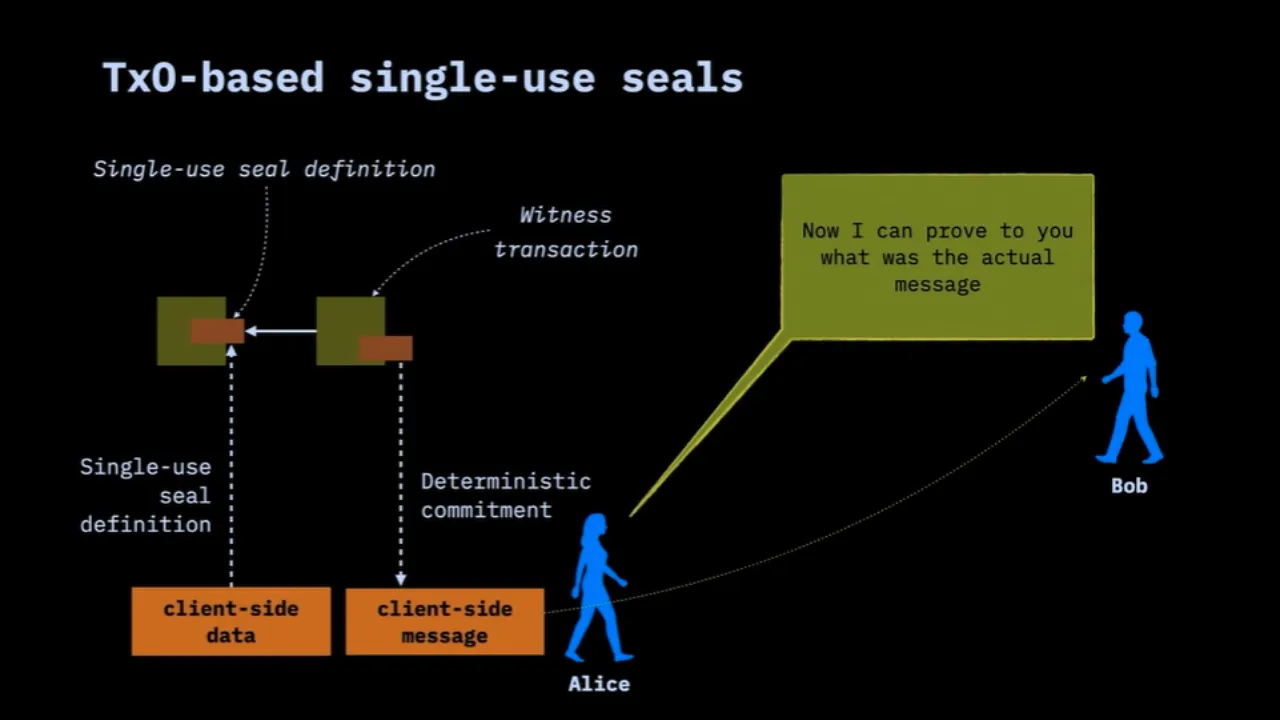 TxO-based single-use seals
Single-use seal definition
Witness
transaction
Now I can prove to you
what was the actual
message
Single-use
seal
definition
Deterministic
commitment
Bob
client-side
data
client-side
message
Alice